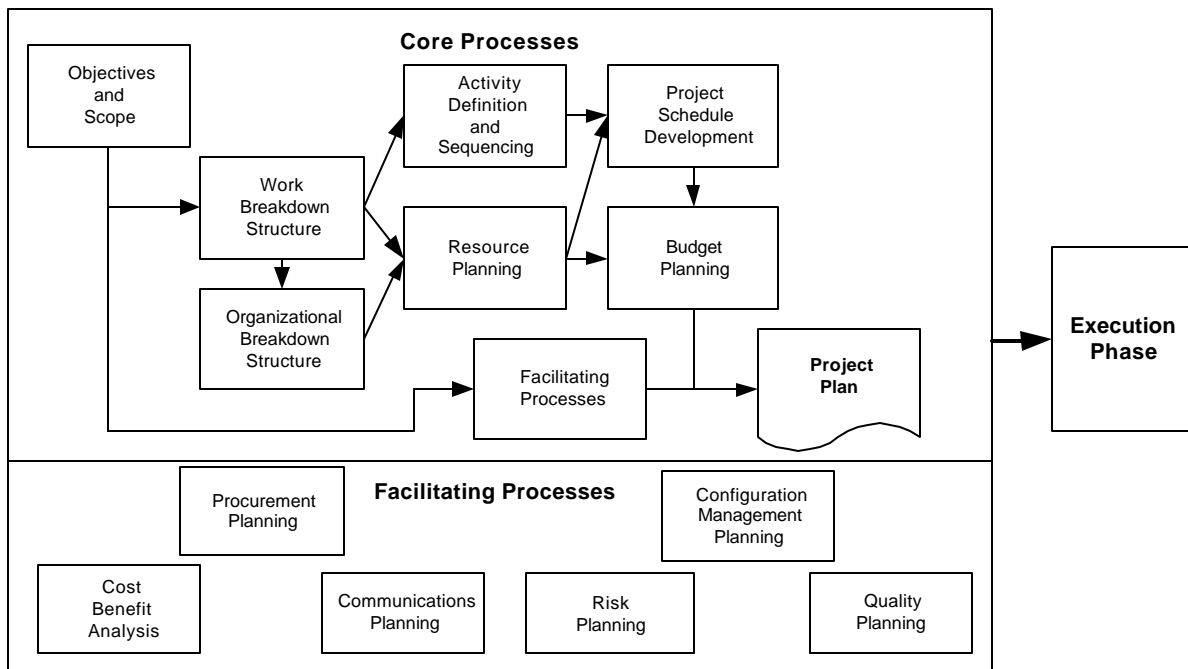 Core Processes
Objectives
and
Scope
Activity
Definition
and
Sequencing
Project
Schedule
Development
Work
Breakdown
Structure
Resource
Planning
Budget
Planning
Organizational
Breakdown
Structure
Facilitating
Processes
Project
Plan
Execution
Phase
Facilitating Processes
Procurement
Planning
Configuration
Management
Planning
Cost
Benefit
Analysis
Communications
Planning
Risk
Planning
Quality
Planning